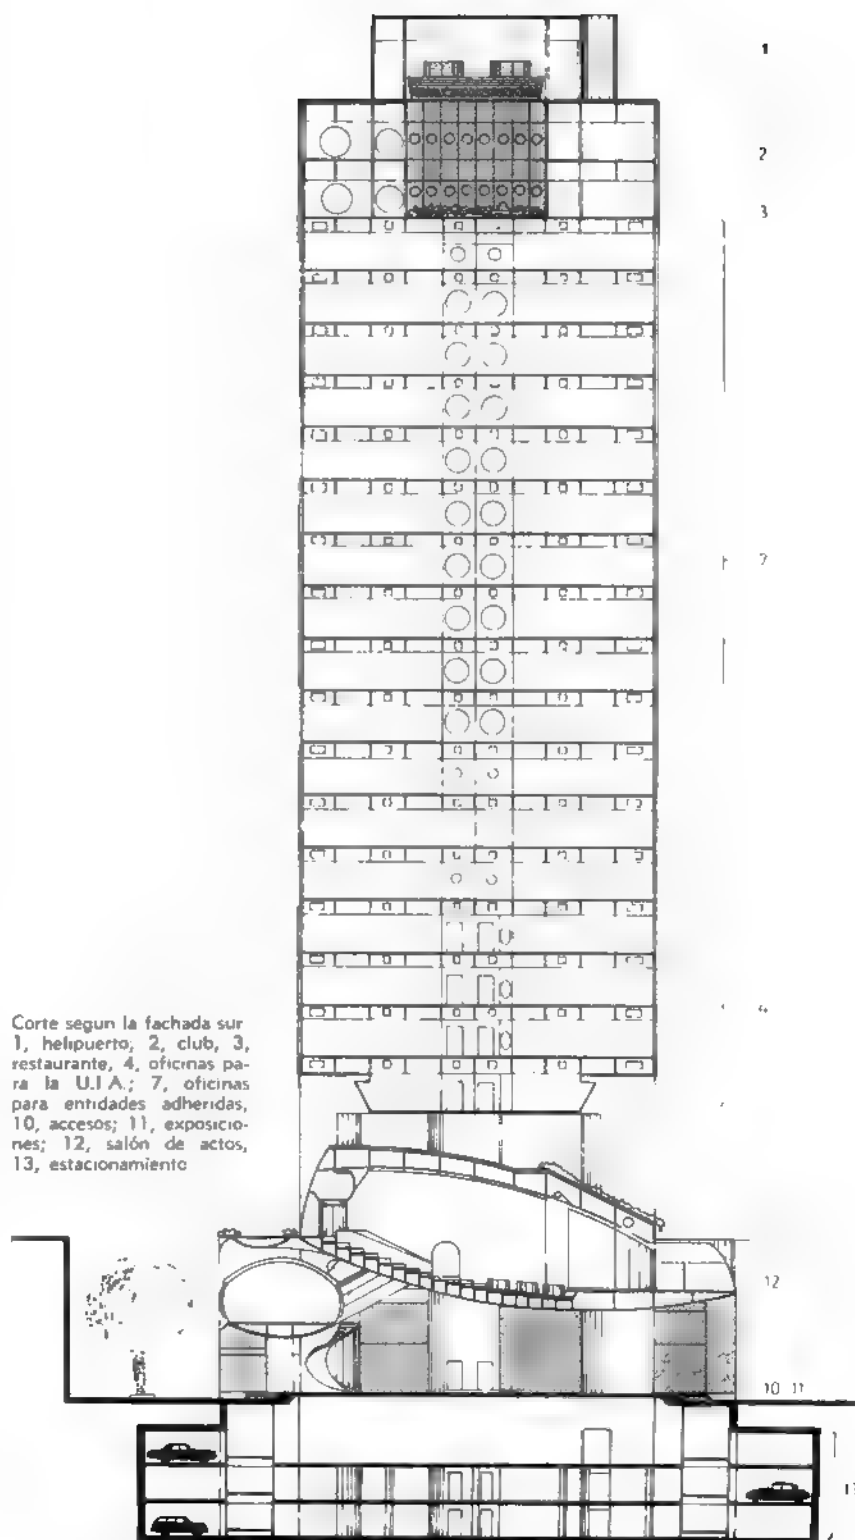 1
2
3
7
4
Corte segun la fachada sur
1, helipuerto; 2, club, 3,
restaurante, 4, oficinas pa-
ra la U.I A.; 7, oficinas
para entidades adheridas,
10, accesos; 11, exposicio-
nes; 12, salón de actos,
13, estacionamiento
12
10 11